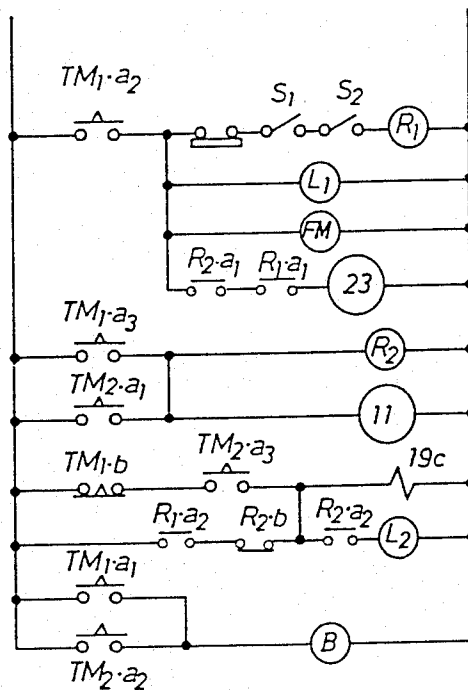 TM₁·a₂
S₁ S₂ R₁
L₁
FM
R₂·a₁ R₁·a₁ 23
TM₁·a₃
R₂
TM₂·a₁
11
TM₁·b TM₂·a₃ 19c
R₁·a₂ R₂·b R₂·a₂ L₂
TM₁·a₁
B
TM₂·a₂